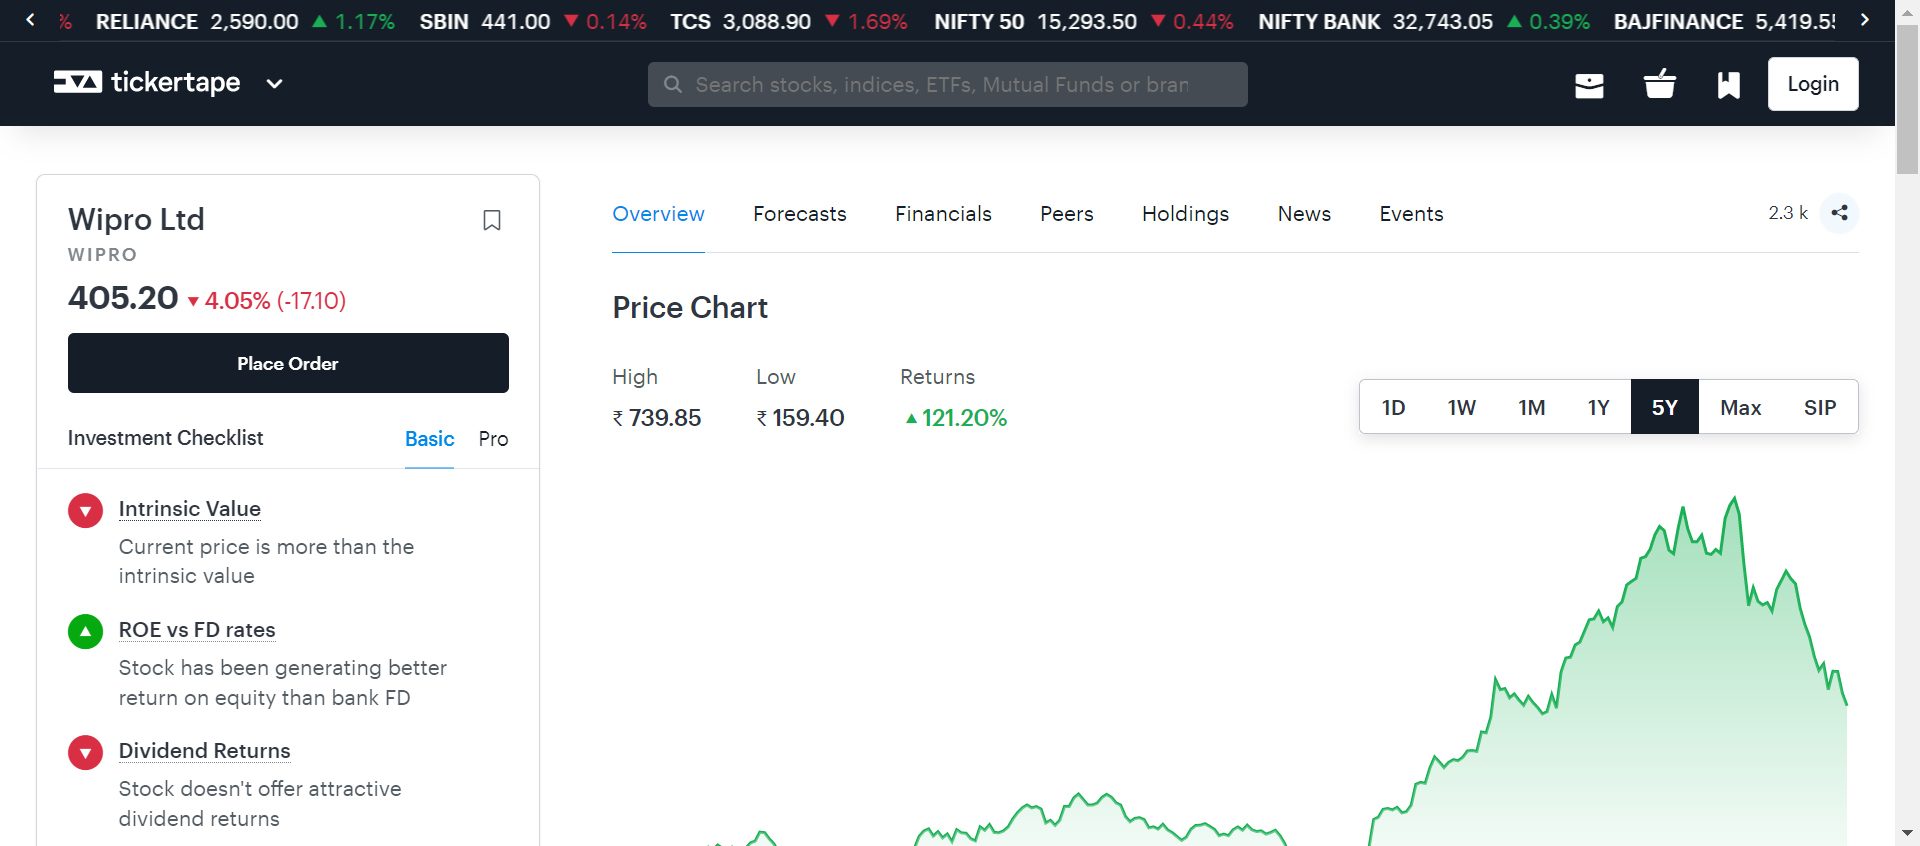 % RELIANCE 2,590.00 ▲ 1.17% SBIN 441.00 ▼ 0.14% TCS 3,088.90 ▼ 1.69% NIFTY 50 15,293.50 ▼ 0.44% NIFTY BANK 32,743.05 ▲ 0.39% BAJFINANCE 5,419.55
tickertape
Search stocks, indices, ETFs, Mutual Funds or bran
Login
Wipro Ltd
WIPRO
405.20 ▼ 4.05% (-17.10)
Place Order
Investment Checklist Basic Pro
Intrinsic Value
Current price is more than the
intrinsic value
ROE vs FD rates
Stock has been generating better
return on equity than bank FD
Dividend Returns
Stock doesn't offer attractive
dividend returns
Overview Forecasts Financials Peers Holdings News Events 2.3 k
Price Chart
High Low Returns
₹ 739.85 ₹ 159.40 ▲ 121.20%
1D 1W 1M 1Y 5Y Max SIP